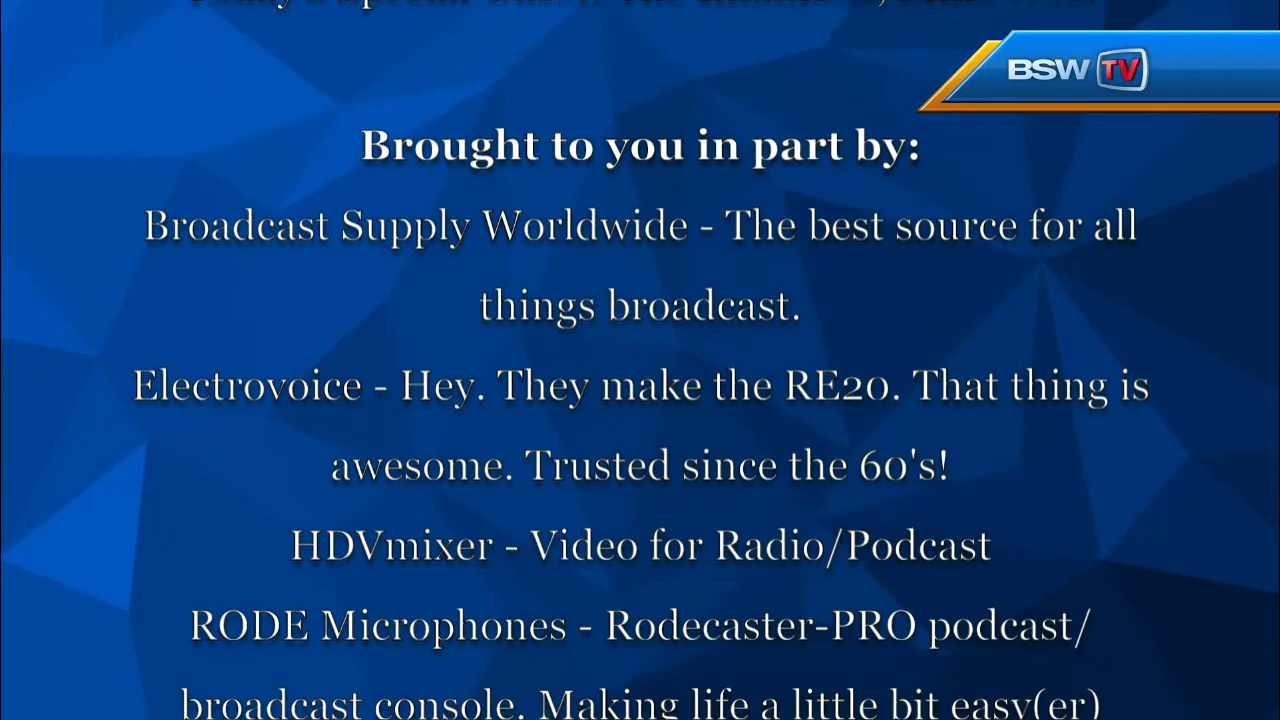 BSW TV
Brought to you in part by:
Broadcast Supply Worldwide - The best source for all
things broadcast.
Electrovoice - Hey. They make the RE20. That thing is
awesome. Trusted since the 60's!
HDVmixer - Video for Radio/Podcast
RODE Microphones - Rodecaster-PRO podcast/
broadcast console. Making life a little bit easy(er)